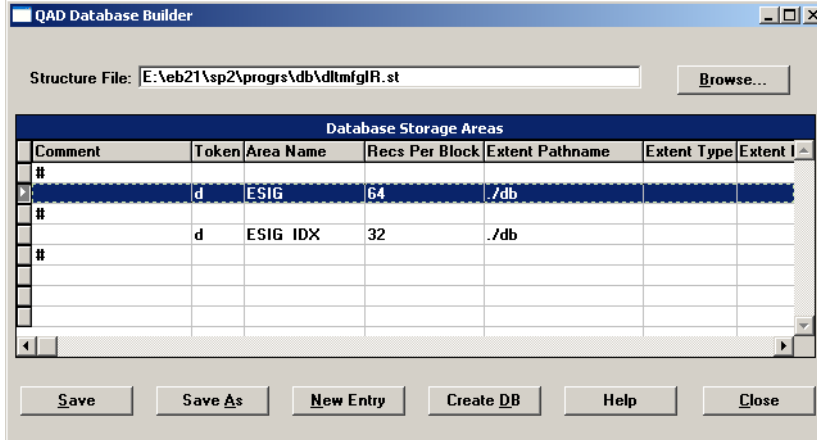 QAD Database Builder
Structure File: E:\eb21\sp2\progrs\db\dltmfgIR.st Browse...
Database Storage Areas
Comment Token Area Name Recs Per Block Extent Pathname Extent Type Extent
#
d ESIG 64 ./db
#
d ESIG_IDX 32 ./db
#
Save Save As New Entry Create DB Help Close